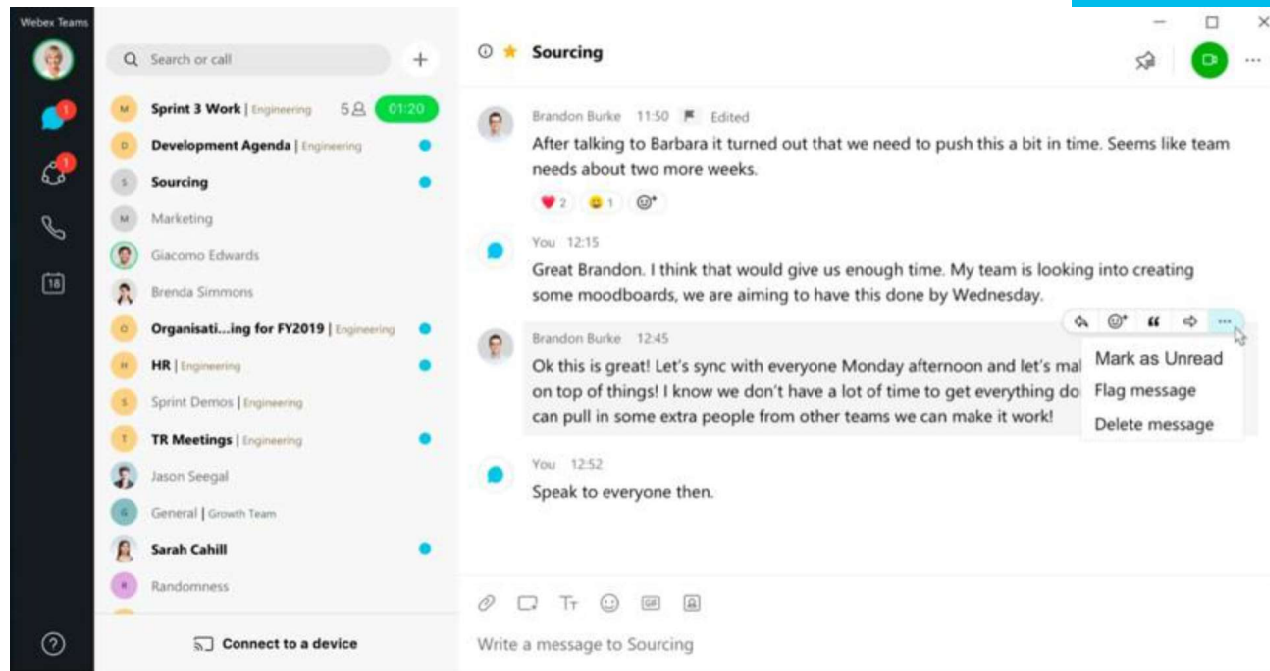 Webex Teams
Search or call
Sourcing
M
Sprint 3 Work | Engineering
5
01:20
D
Development Agenda | Engineering
S
Sourcing
M
Marketing
Giacomo Edwards
Brenda Simmons
O
Organisati...ing for FY2019 | Engineering
H
HR | Engineering
S
Sprint Demos | Engineering
T
TR Meetings | Engineering
Jason Seegal
G
General | Growth Team
Sarah Cahill
R
Randomness
Connect to a device
1
1
18
Brandon Burke 11:50 Edited
After talking to Barbara it turned out that we need to push this a bit in time. Seems like team
needs about two more weeks.
2 1
You 12:15
Great Brandon. I think that would give us enough time. My team is looking into creating
some moodboards, we are aiming to have this done by Wednesday.
Brandon Burke 12:45
Ok this is great! Let's sync with everyone Monday afternoon and let's
on top of things! I know we don't have a lot of time to get everything
can pull in some extra people from other teams we can make it work!
Mark as Unread
Flag message
Delete message
You 12:52
Speak to everyone then.
Tт
GIF
Write a message to Sourcing